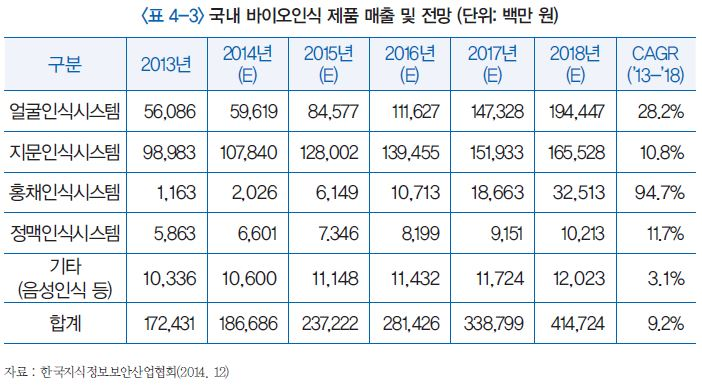 〈표 4-3〉 국내 바이오인식 제품 매출 및 전망 (단위: 백만 원)
구분 2013년 2014년 (E) 2015년 (E) 2016년 (E) 2017년 (E) 2018년 (E) CAGR ('13-'18)
얼굴인식시스템 56,086 59,619 84,577 111,627 147,328 194,447 28.2%
지문인식시스템 98,983 107,840 128,002 139,455 151,933 165,528 10.8%
홍채인식시스템 1,163 2,026 6,149 10,713 18,663 32,513 94.7%
정맥인식시스템 5,863 6,601 7,346 8,199 9,151 10,213 11.7%
기타 (음성인식 등) 10,336 10,600 11,148 11,432 11,724 12,023 3.1%
합계 172,431 186,686 237,222 281,426 338,799 414,724 9.2%
자료 : 한국지식정보보안산업협회(2014. 12)